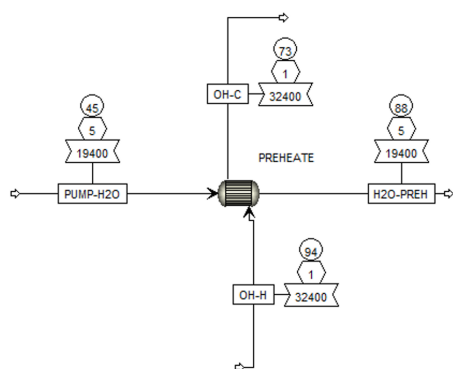 73
1
OH-C
32400
45
5
19400
PREHEATE
88
5
19400
PUMP-H2O
H2O-PREH
94
1
OH-H
32400